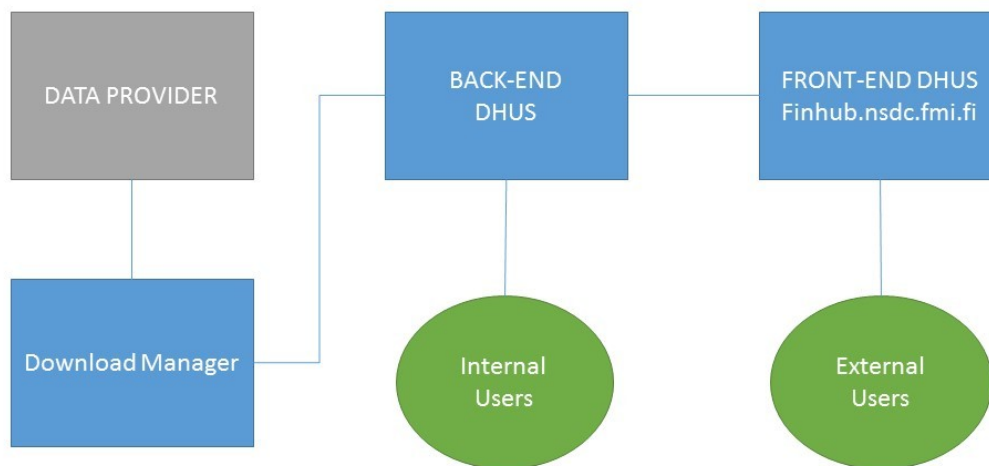 DATA PROVIDER
BACK-END
DHUS
FRONT-END DHUS
Finhub.nsdc.fmi.fi
Download Manager
Internal
Users
External
Users